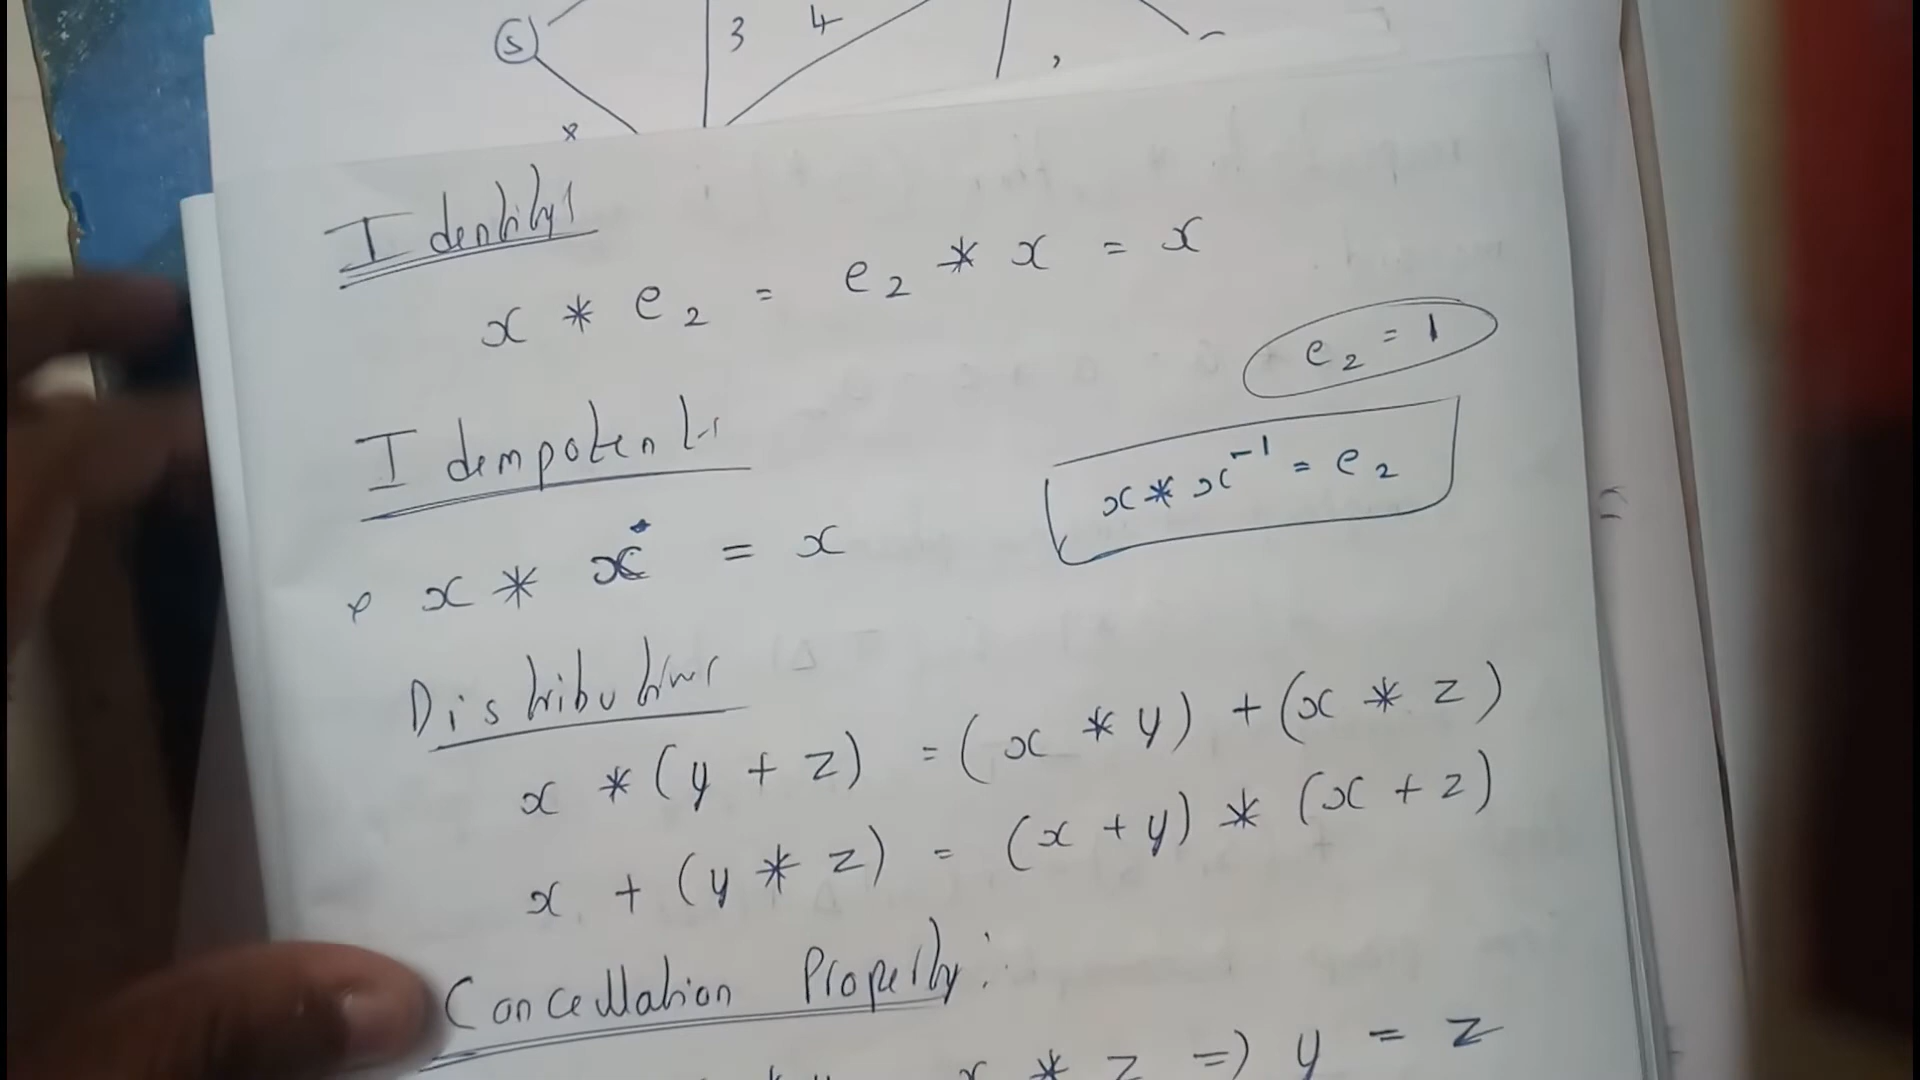 S 3 4
Identity:
x * e₂ = e₂ * x = x
e₂ = 1
Idempotent:
x * x⁻¹ = e₂
x * x = x
Distributive:
x * (y + z) = (x * y) + (x * z)
x + (y * z) = (x + y) * (x + z)
Cancellation Property:
x * z => y = z